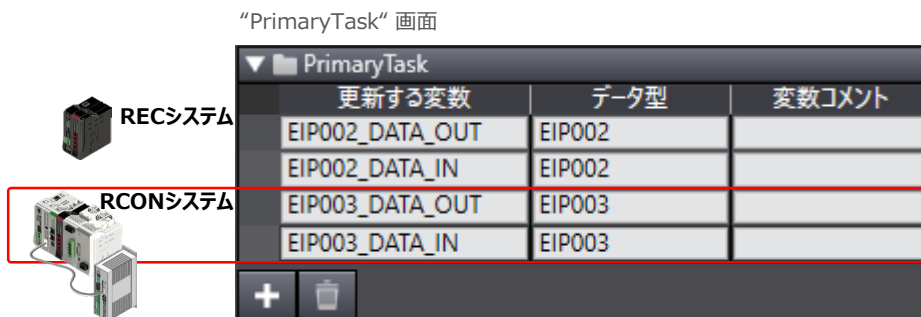 “PrimaryTask“ 画面
PrimaryTask
更新する変数 データ型 変数コメント
RECシステム
EIP002_DATA_OUT EIP002
EIP002_DATA_IN EIP002
RCONシステム
EIP003_DATA_OUT EIP003
EIP003_DATA_IN EIP003